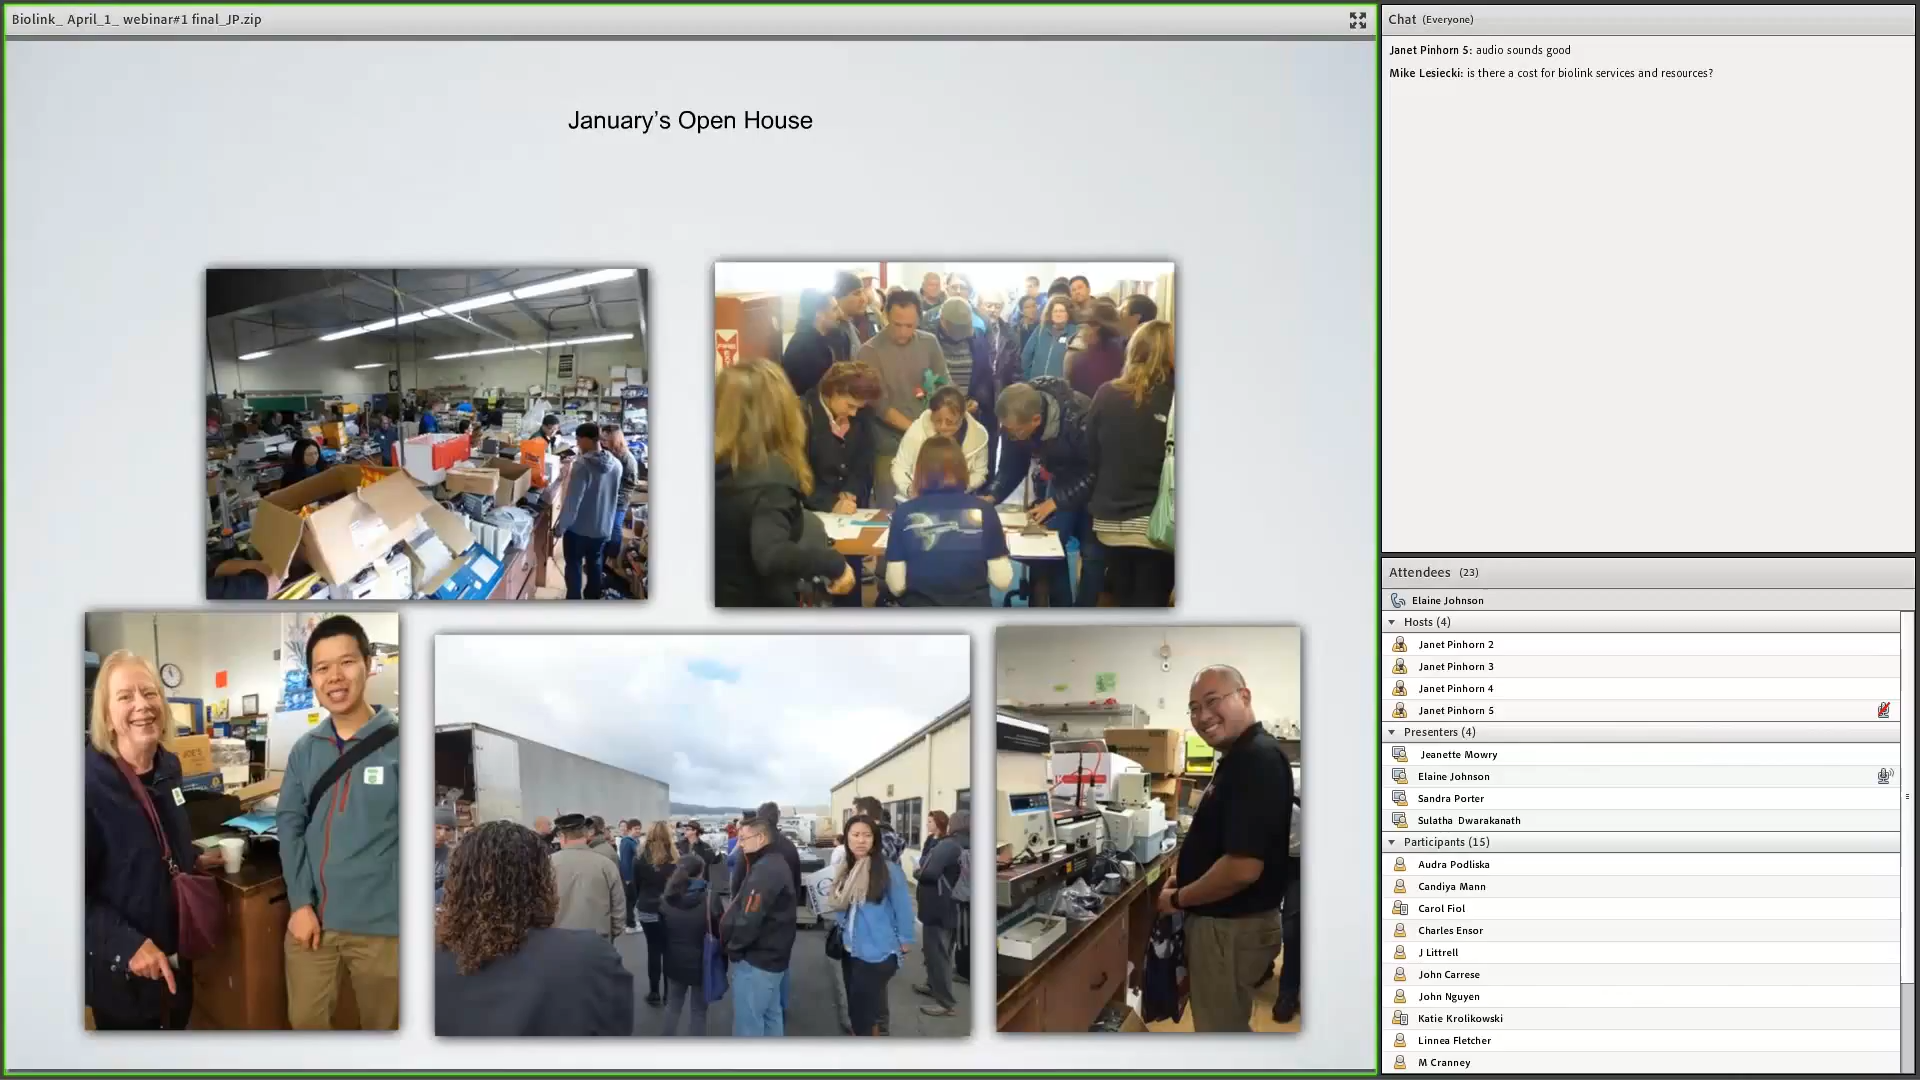 Biolink_ April_1_ webinar#1 final_JP.zip
January's Open House
Chat (Everyone)
Janet Pinhorn 5: audio sounds good
Mike Lesiecki: is there a cost for biolink services and resources?
Attendees (23)
Elaine Johnson
Hosts (4)
Janet Pinhorn 2
Janet Pinhorn 3
Janet Pinhorn 4
Janet Pinhorn 5
Presenters (4)
Jeanette Mowry
Elaine Johnson
Sandra Porter
Sulatha Dwarakanath
Participants (15)
Audra Podliska
Candiya Mann
Carol Fiol
Charles Ensor
J Littrell
John Carrese
John Nguyen
Katie Krolikowski
Linnea Fletcher
M Cranney